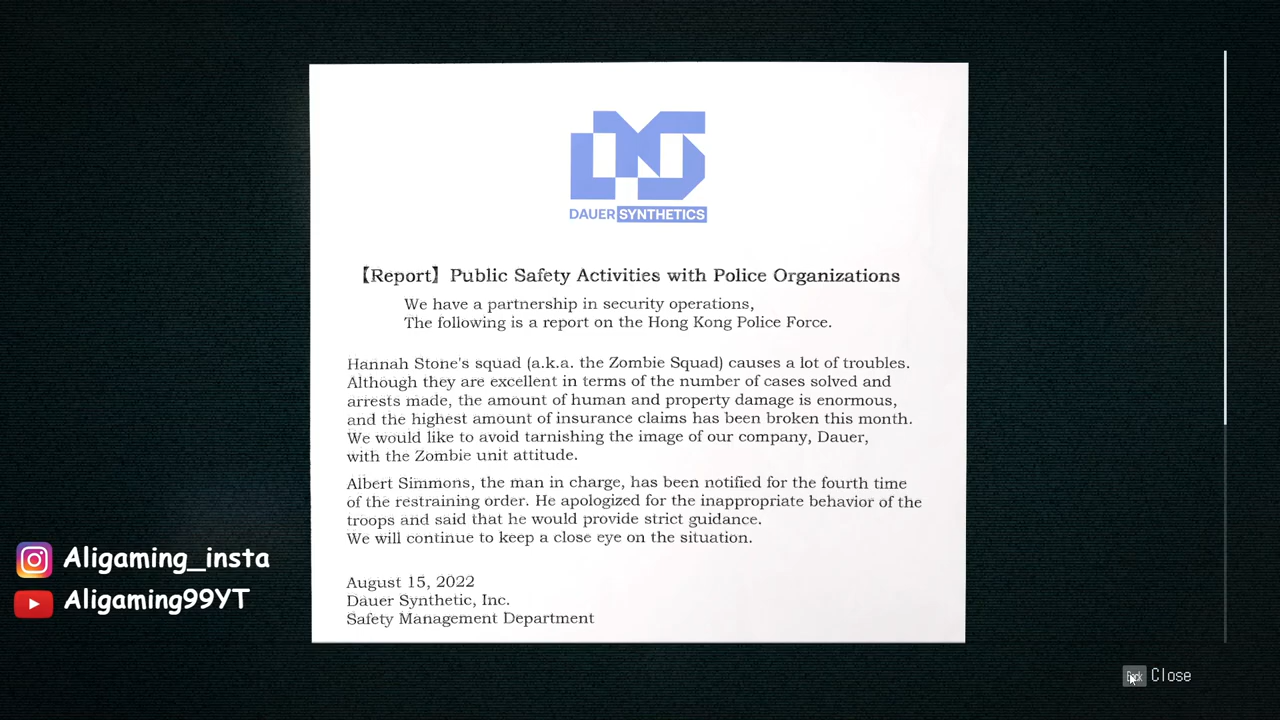 DAUER SYNTHETICS
【Report】 Public Safety Activities with Police Organizations
We have a partnership in security operations,
The following is a report on the Hong Kong Police Force.
Hannah Stone's squad (a.k.a. the Zombie Squad) causes a lot of troubles.
Although they are excellent in terms of the number of cases solved and
arrests made, the amount of human and property damage is enormous,
and the highest amount of insurance claims has been broken this month.
We would like to avoid tarnishing the image of our company, Dauer,
with the Zombie unit attitude.
Albert Simmons, the man in charge, has been notified for the fourth time
of the restraining order. He apologized for the inappropriate behavior of the
troops and said that he would provide strict guidance.
We will continue to keep a close eye on the situation.
August 15, 2022
Dauer Synthetic, Inc.
Safety Management Department
Aligaming_insta
Aligaming99YT
Close